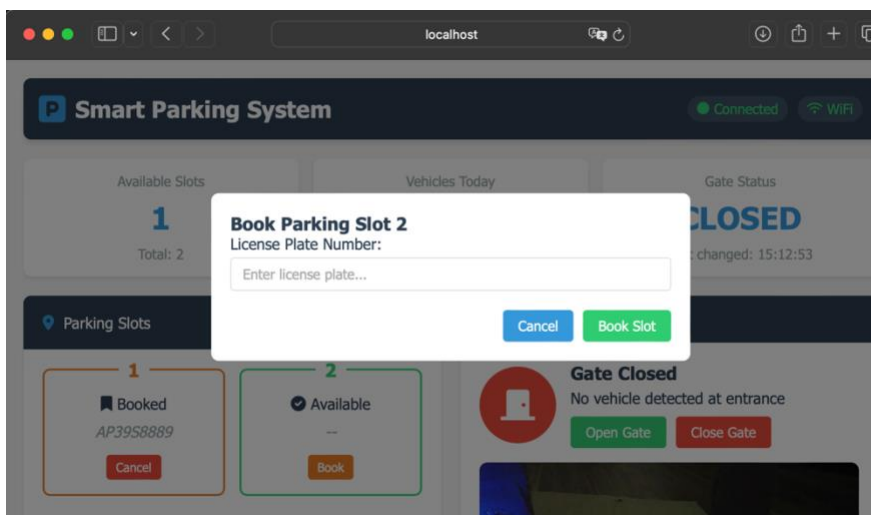 localhost
P Smart Parking System
Connected
WiFi
Available Slots
1
Total: 2
Vehicles Today
Gate Status
CLOSED
changed: 15:12:53
Book Parking Slot 2
License Plate Number:
Enter license plate...
Cancel
Book Slot
Parking Slots
1
Booked
AP39S8889
Cancel
2
Available
--
Book
Gate Closed
No vehicle detected at entrance
Open Gate
Close Gate